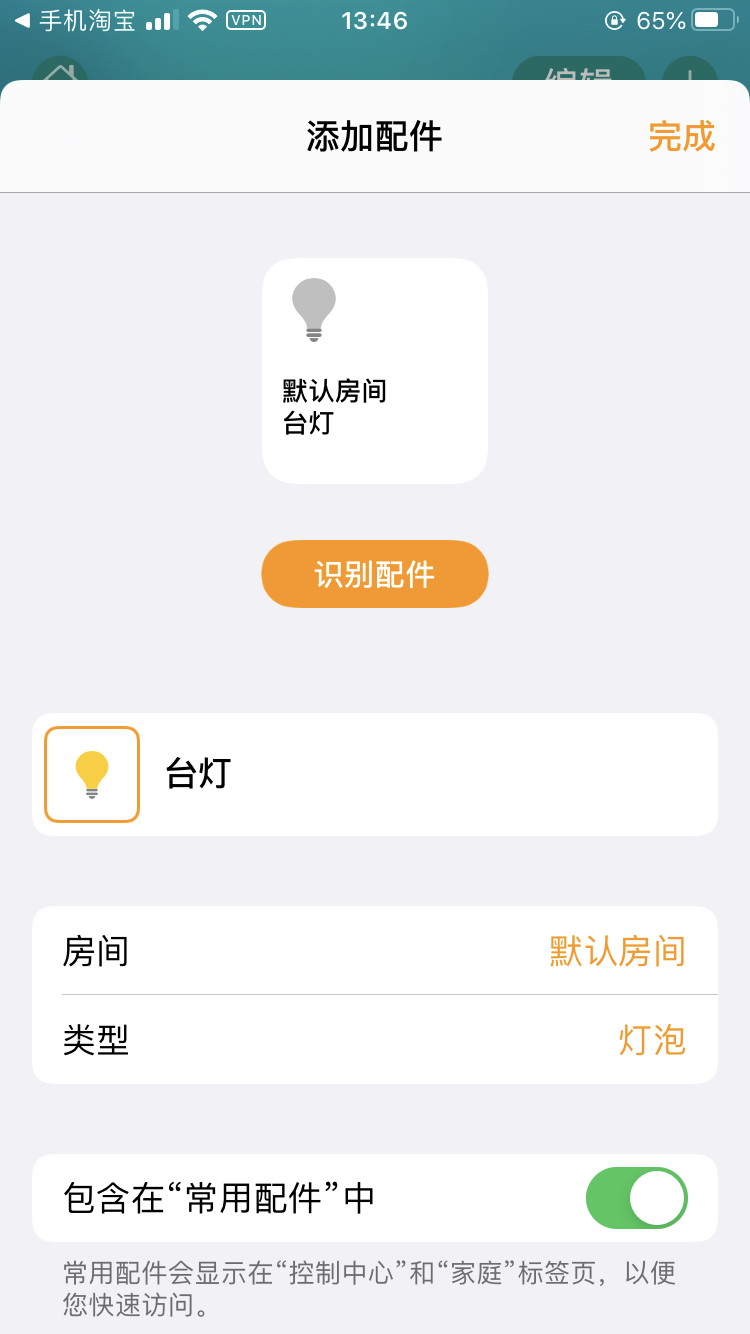 手机淘宝 VPN 13:46 65%
编辑
添加配件 完成
默认房间
台灯
识别配件
台灯
房间 默认房间
类型 灯泡
包含在“常用配件”中
常用配件会显示在“控制中心”和“家庭”标签页，以便
您快速访问。